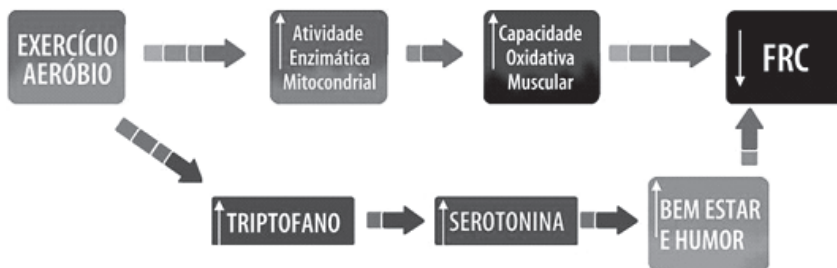 EXERCÍCIO
AERÓBIO
Atividade
Enzimática
Mitocondrial
Capacidade
Oxidativa
Muscular
FRC
TRIPTOFANO
SEROTONINA
BEM ESTAR
E HUMOR